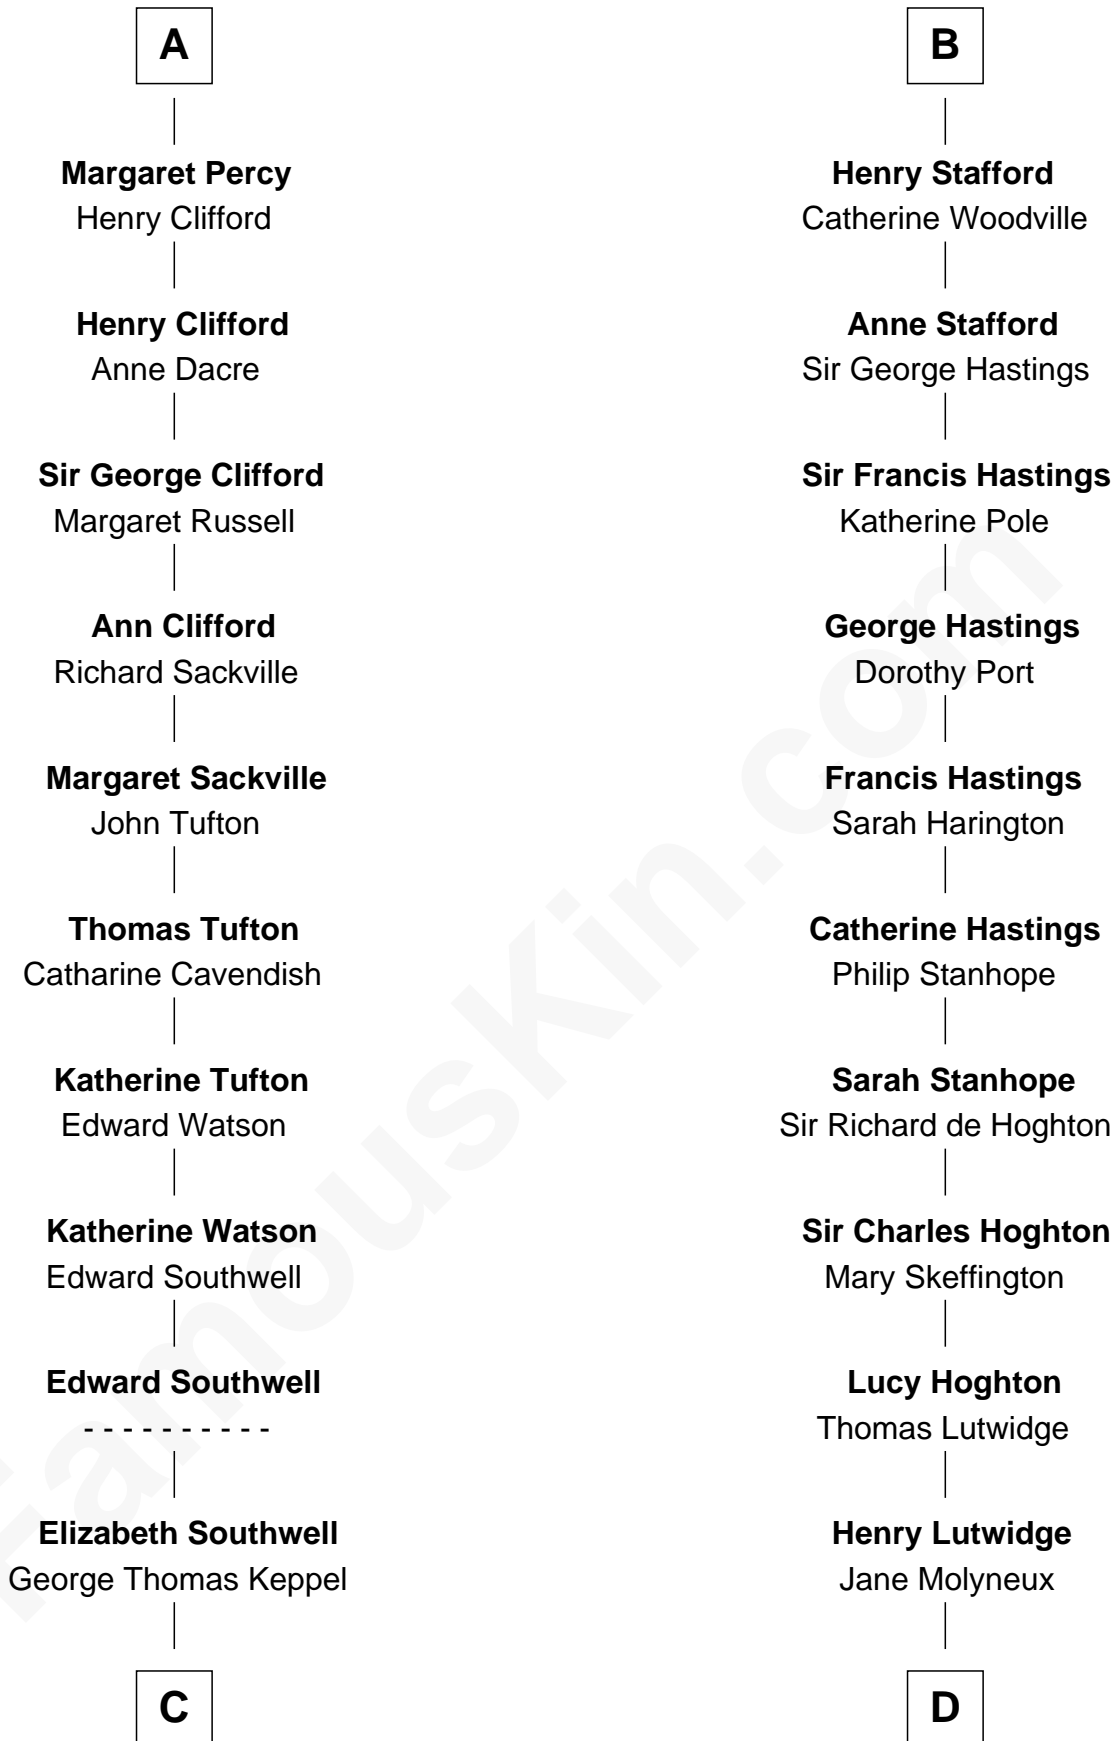 A
Margaret Percy
Henry Clifford
Henry Clifford
Anne Dacre
Sir George Clifford
Margaret Russell
Ann Clifford
Richard Sackville
Margaret Sackville
John Tufton
Thomas Tufton
Catharine Cavendish
Katherine Tufton
Edward Watson
Katherine Watson
Edward Southwell
Edward Southwell
- - - - - - - - - -
Elizabeth Southwell
George Thomas Keppel
C
B
Henry Stafford
Catherine Woodville
Anne Stafford
Sir George Hastings
Sir Francis Hastings
Katherine Pole
George Hastings
Dorothy Port
Francis Hastings
Sarah Harington
Catherine Hastings
Philip Stanhope
Sarah Stanhope
Sir Richard de Hoghton
Sir Charles Hoghton
Mary Skeffington
Lucy Hoghton
Thomas Lutwidge
Henry Lutwidge
Jane Molyneux
D
FamousKin.com